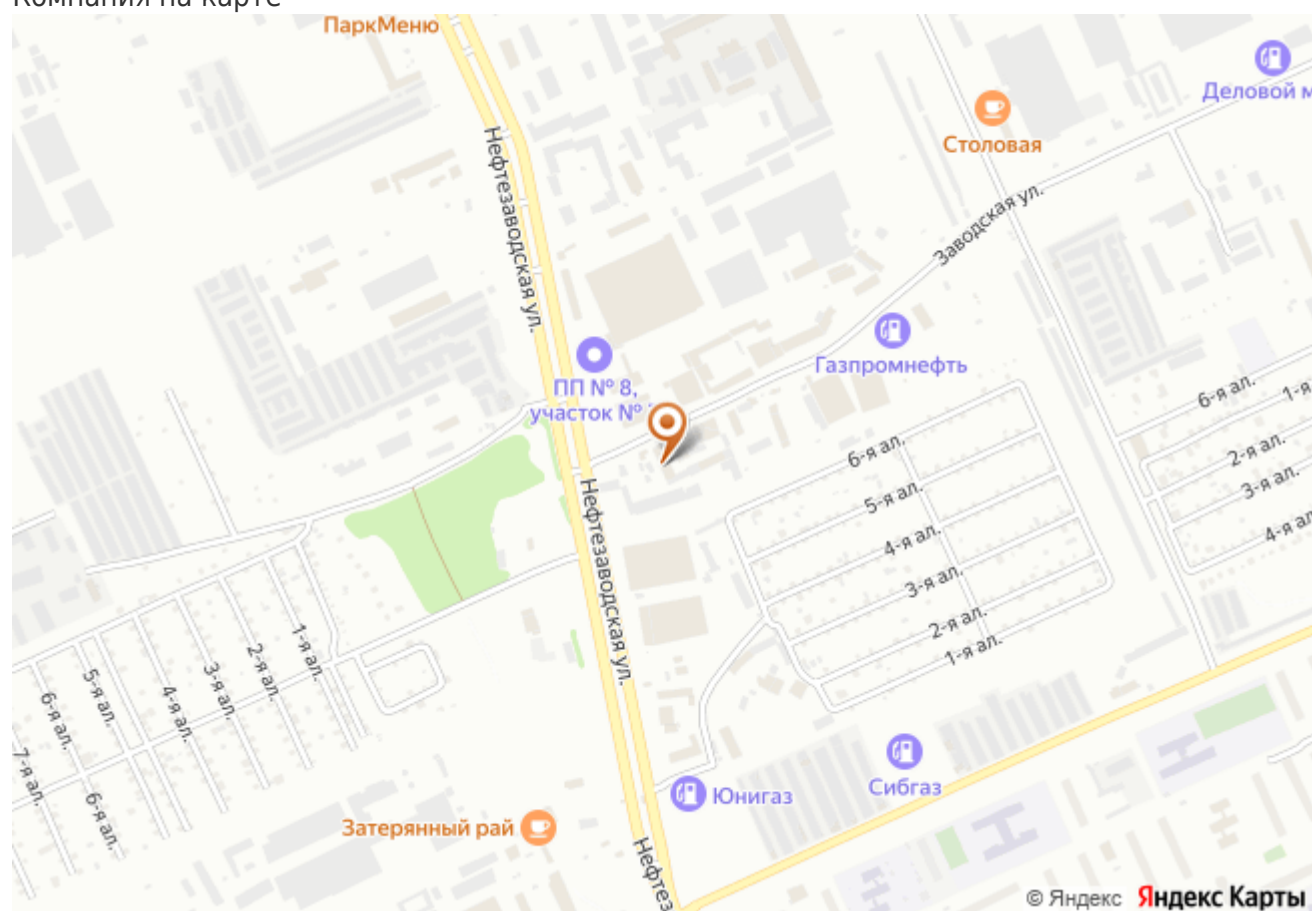 Компания на карте
ПаркМеню
Деловой м
Столовая
Нефтезаводская ул.
Заводская ул.
Газпромнефть
ПП № 8,
участок №
6-я ал.
1-я
2-я ал.
3-я ал.
4-я ал
6-я ал.
5-я ал.
4-я ал.
3-я ал.
2-я ал.
1-я ал.
Нефтезаводская ул.
1-я ал.
2-я ал.
3-я ал.
4-я ал.
5-я ал.
6-я ал.
7-я ал.
6-я ал.
Сибгаз
Юнигаз
Затерянный рай
Нефтез
© Яндекс Яндекс Карты